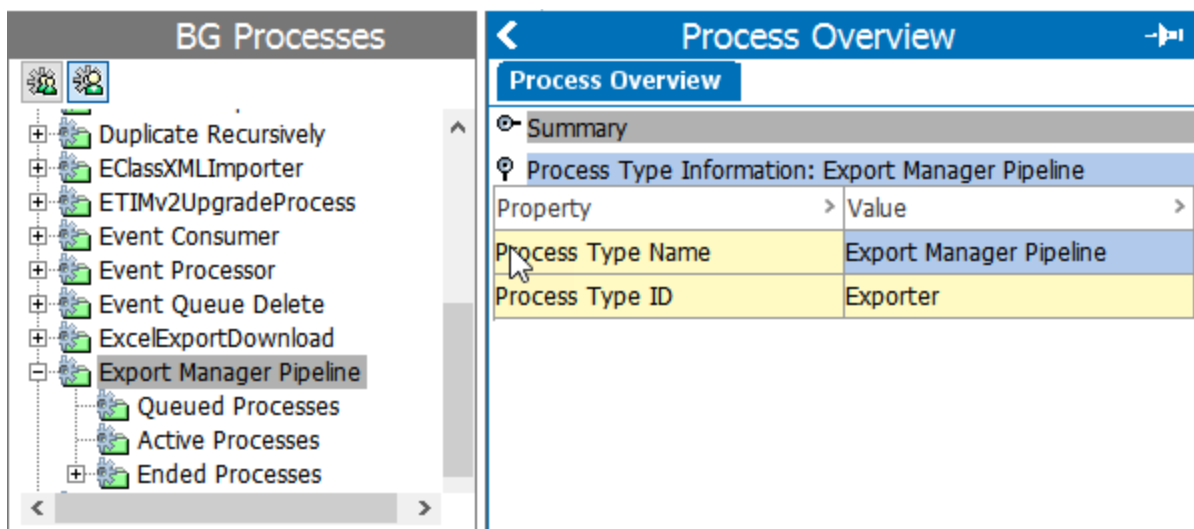 BG Processes
Duplicate Recursively
EClassXMLImporter
ETIMv2UpgradeProcess
Event Consumer
Event Processor
Event Queue Delete
ExcelExportDownload
Export Manager Pipeline
Queued Processes
Active Processes
Ended Processes
Process Overview
Process Overview
Summary
Process Type Information: Export Manager Pipeline
Property > Value >
Process Type Name Export Manager Pipeline
Process Type ID Exporter